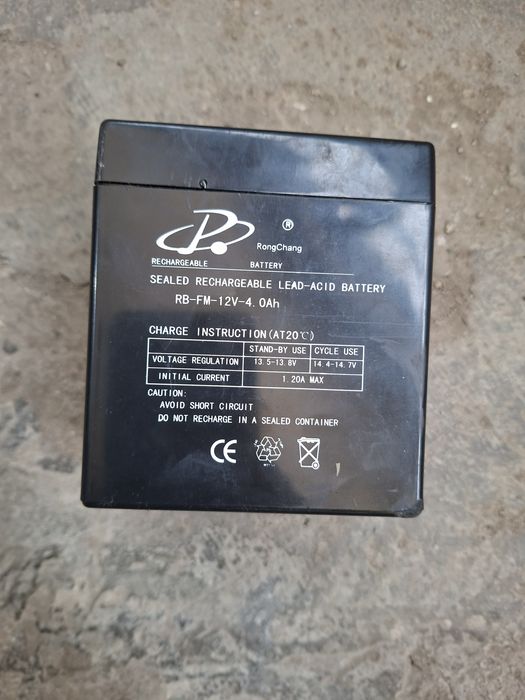 ®
RongChang
RECHARGEABLE BATTERY
SEALED RECHARGEABLE LEAD-ACID BATTERY
RB-FM-12V-4.0Ah
CHARGE INSTRUCTION(AT20℃)
STAND-BY USE CYCLE USE
VOLTAGE REGULATION 13.5-13.8V 14.4-14.7V
INITIAL CURRENT 1.20A MAX
CAUTION:
AVOID SHORT CIRCUIT
DO NOT RECHARGE IN A SEALED CONTAINER
CE